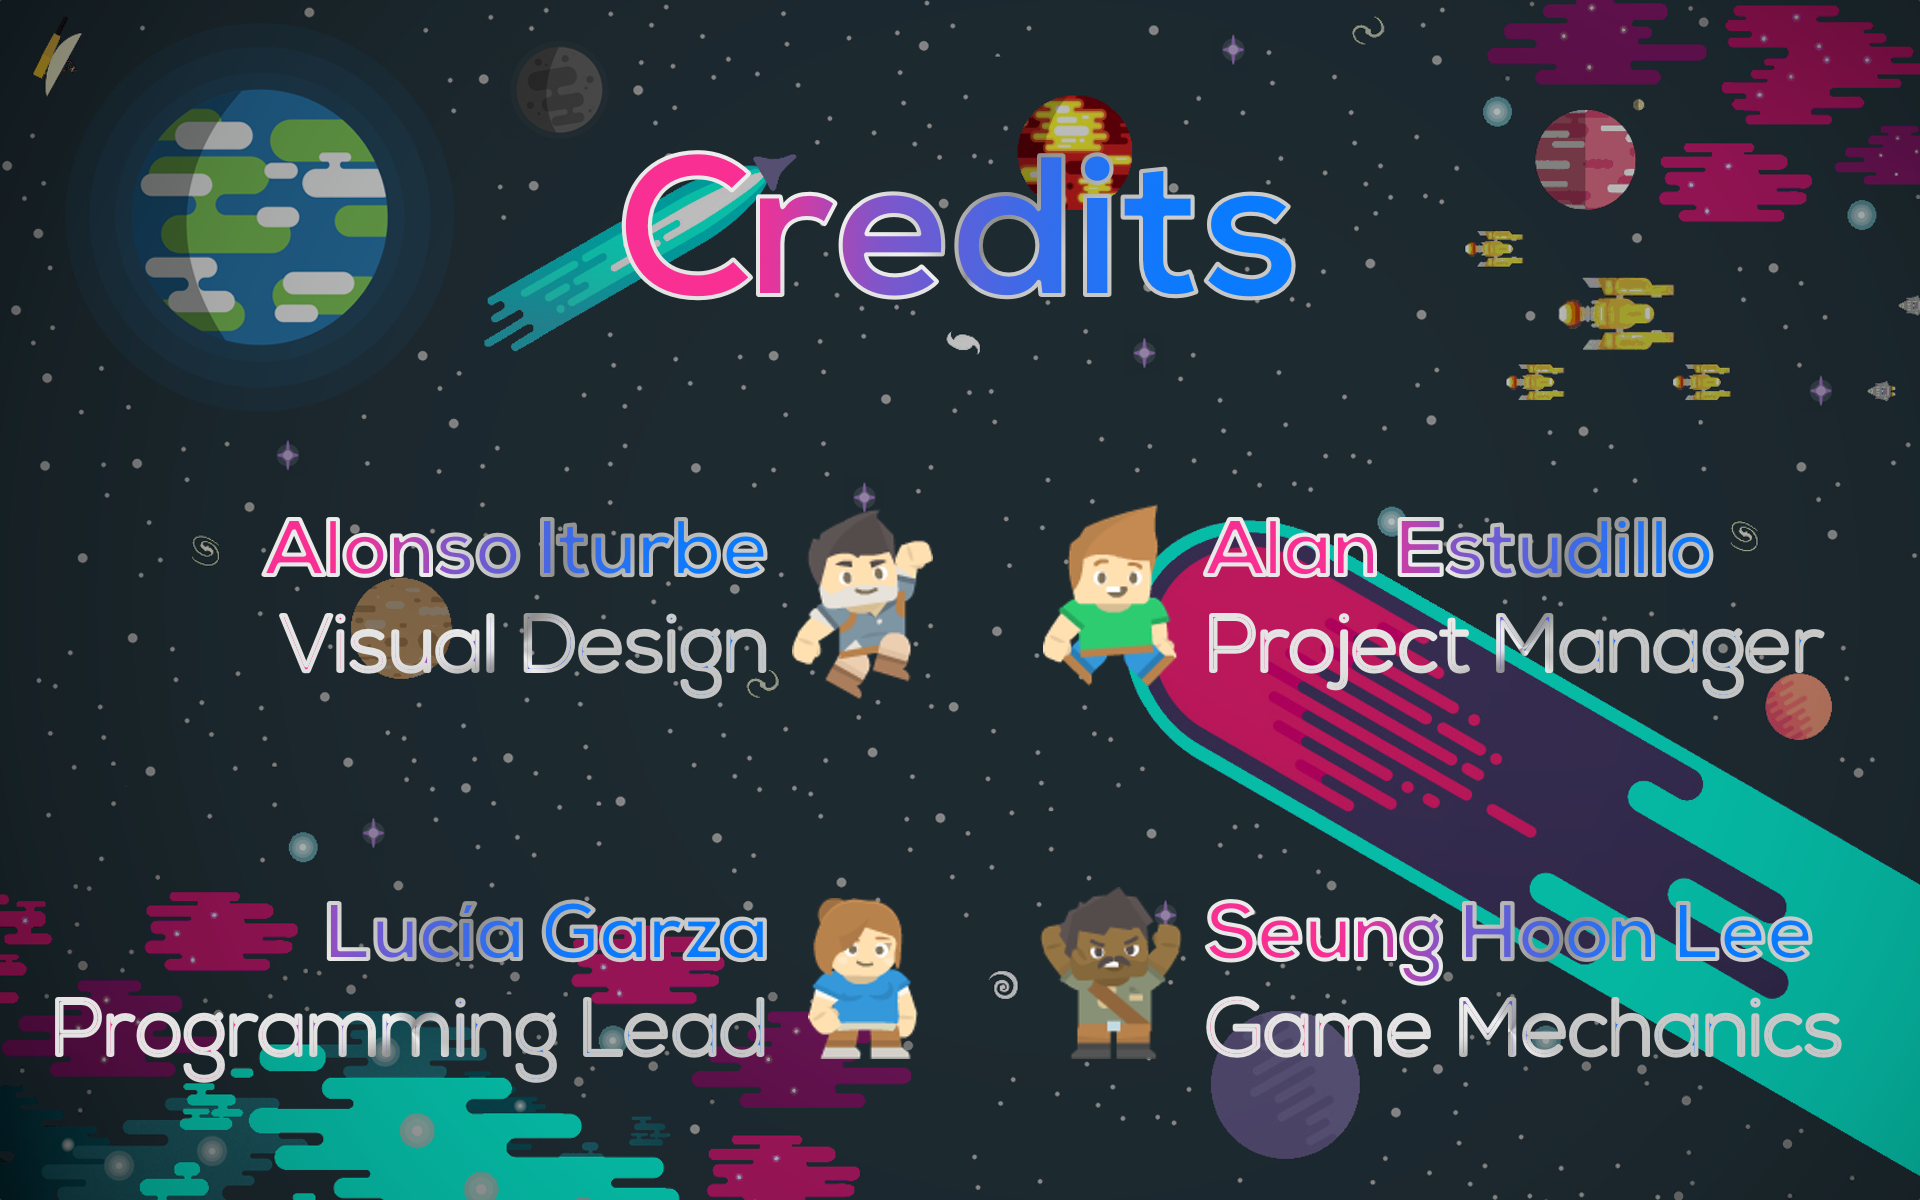 Credits
Alonso Iturbe
Visual Design
Alan Estudillo
Project Manager
Lucía Garza
Programming Lead
Seung Hoon Lee
Game Mechanics